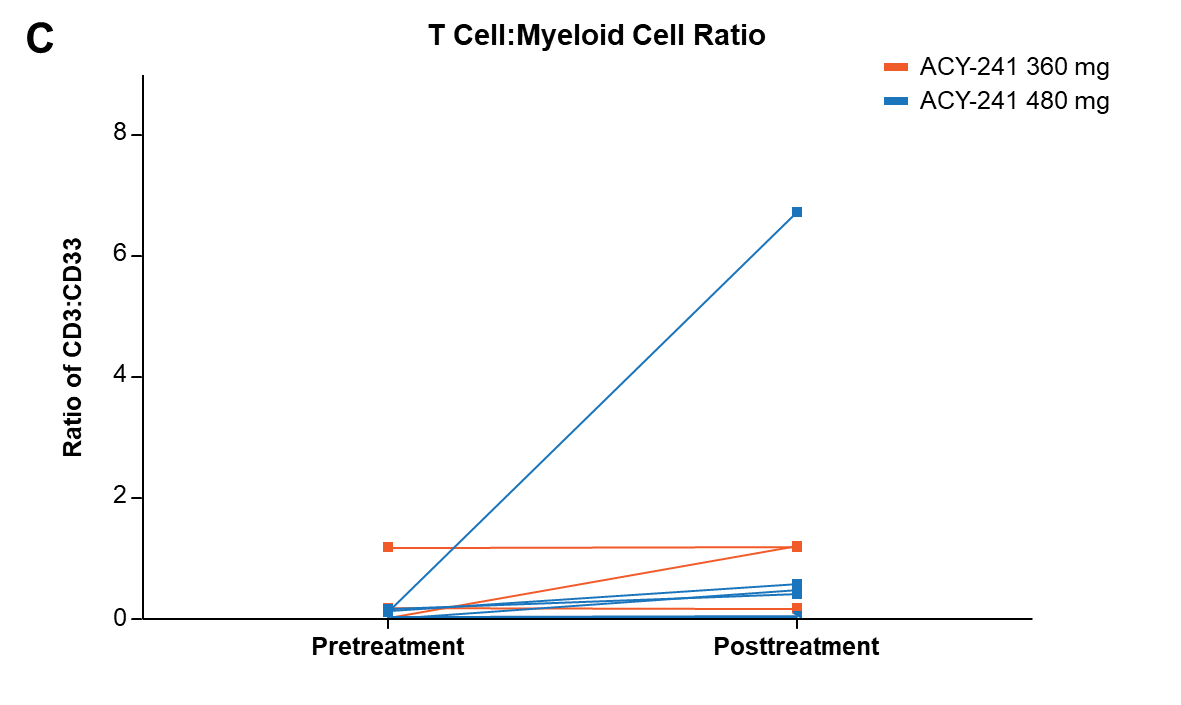 C
T Cell:Myeloid Cell Ratio
ACY-241 360 mg
ACY-241 480 mg
Ratio of CD3:CD33
8
6
4
2
0
Pretreatment
Posttreatment